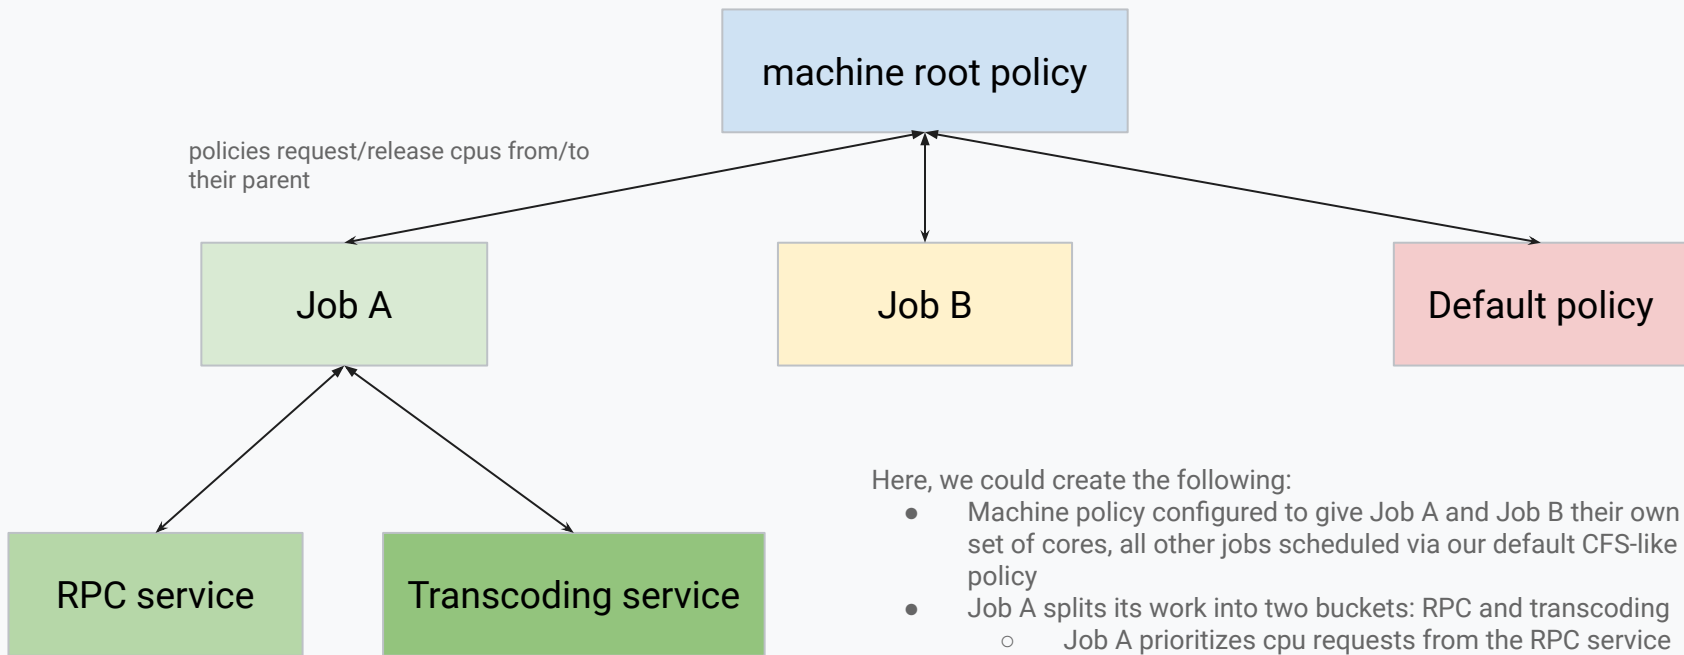 machine root policy
policies request/release cpus from/to
their parent
Job A
Job B
Default policy
RPC service
Transcoding service
Here, we could create the following:
● Machine policy configured to give Job A and Job B their own
set of cores, all other jobs scheduled via our default CFS-like
policy
● Job A splits its work into two buckets: RPC and transcoding
○ Job A prioritizes cpu requests from the RPC service